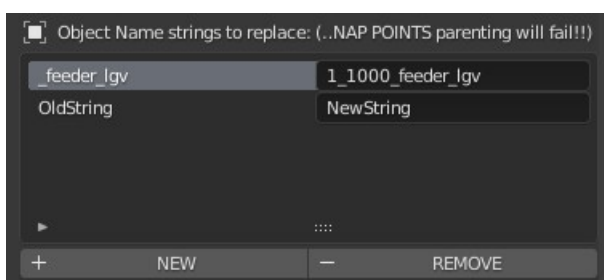 Object Name strings to replace: (..NAP POINTS parenting will fail!!)
_feeder_lgv 1_1000_feeder_lgv
OldString NewString
+ NEW − REMOVE